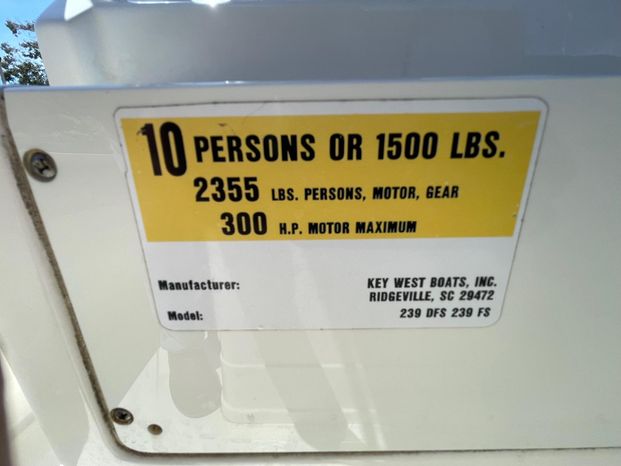 10 PERSONS OR 1500 LBS.
2355 LBS. PERSONS, MOTOR, GEAR
300 H.P. MOTOR MAXIMUM
Manufacturer: KEY WEST BOATS, INC.
RIDGEVILLE, SC 29472
Model: 239 DFS 239 FS